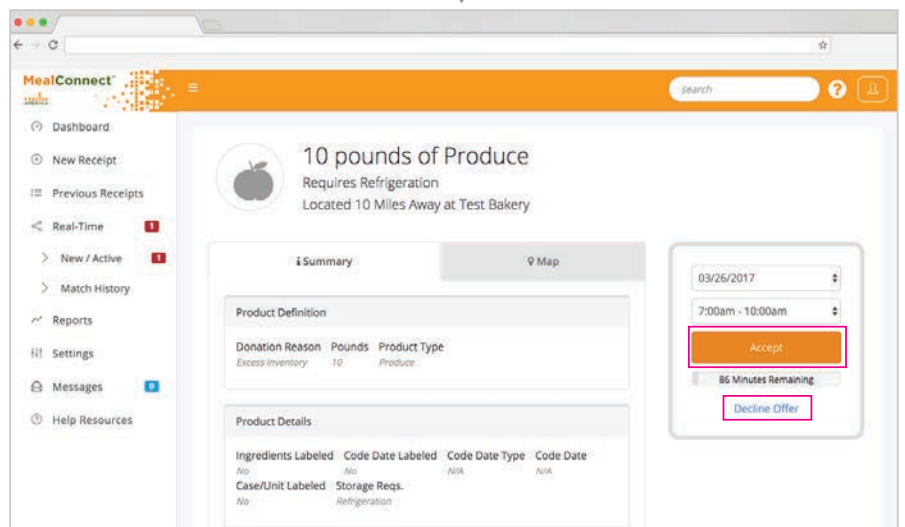 MealConnect™
search
?
Dashboard
New Receipt
Previous Receipts
Real-Time 1
New / Active 1
Match History
Reports
Settings
Messages 0
Help Resources
10 pounds of Produce
Requires Refrigeration
Located 10 Miles Away at Test Bakery
i Summary
Map
Product Definition
Donation Reason Pounds Product Type
Excess Inventory 10 Produce
Product Details
Ingredients Labeled Code Date Labeled Code Date Type Code Date
No No N/A N/A
Case/Unit Labeled Storage Reqs.
No Refrigeration
03/26/2017
7:00am - 10:00am
Accept
86 Minutes Remaining
Decline Offer